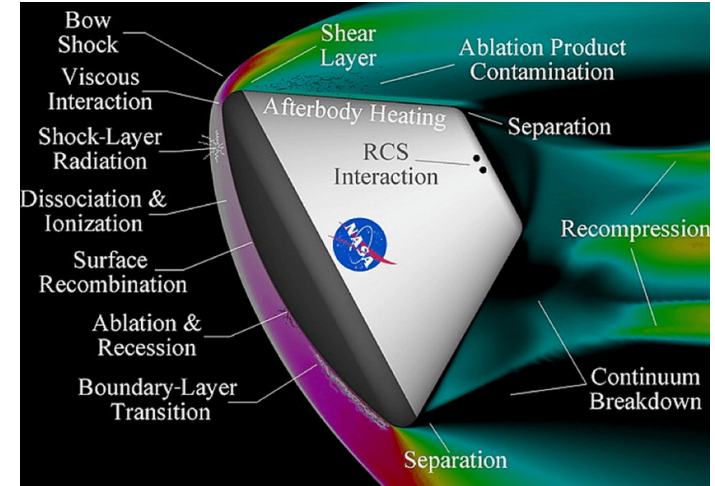 Bow
Shock
Shear
Layer
Ablation Product
Contamination
Viscous
Interaction
Afterbody Heating
Separation
Shock-Layer
Radiation
RCS
Interaction
Dissociation &
Ionization
NASA
Recompression
Surface
Recombination
Ablation &
Recession
Boundary-Layer
Transition
Continuum
Breakdown
Separation